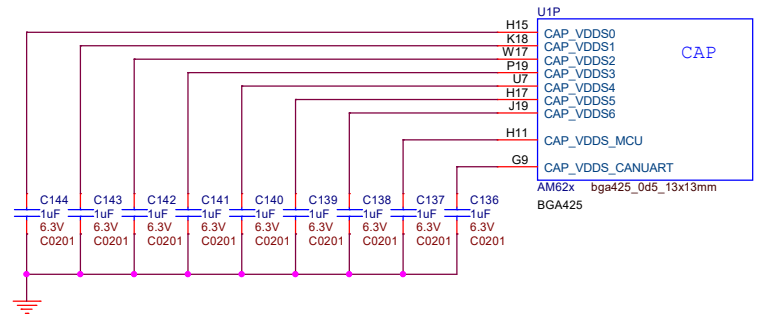 U1P
H15
CAP_VDDS0
K18
CAP_VDDS1
W17
CAP_VDDS2
P19
CAP_VDDS3
U7
CAP_VDDS4
H17
CAP_VDDS5
J19
CAP_VDDS6
CAP
H11
CAP_VDDS_MCU
G9
CAP_VDDS_CANUART
AM62x bga425_0d5_13x13mm
BGA425
C144 C143 C142 C141 C140 C139 C138 C137 C136
1uF 1uF 1uF 1uF 1uF 1uF 1uF 1uF 1uF
6.3V 6.3V 6.3V 6.3V 6.3V 6.3V 6.3V 6.3V 6.3V
C0201 C0201 C0201 C0201 C0201 C0201 C0201 C0201 C0201